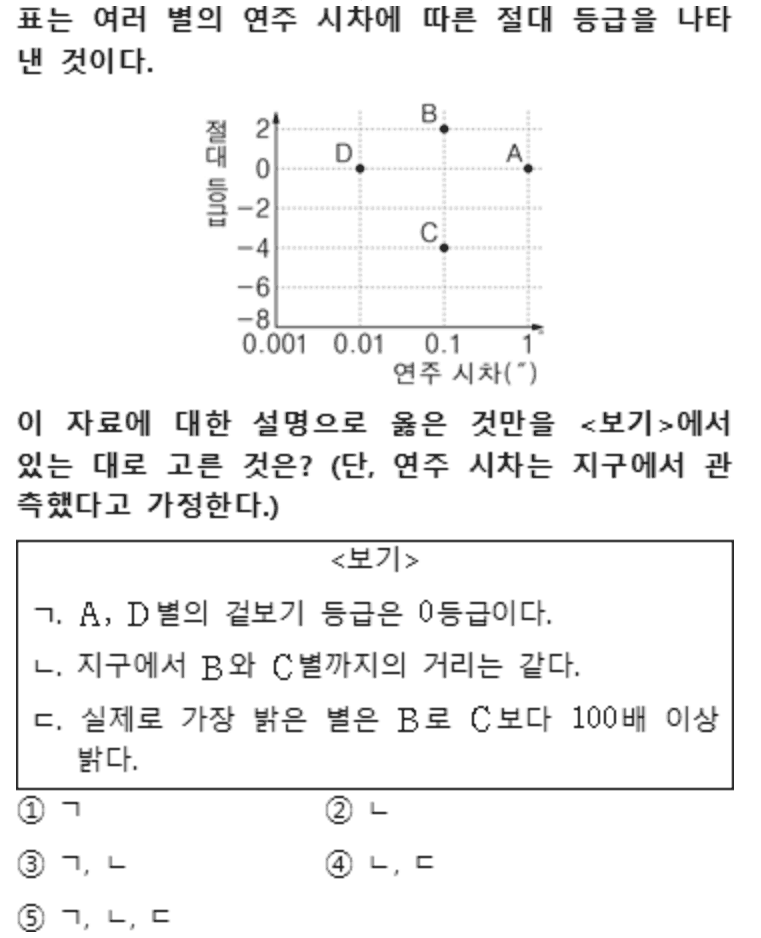 표는 여러 별의 연주 시차에 따른 절대 등급을 나타
낸 것이다.
절대 등급
2
0
-2
-4
-6
-8
B
D
A
C
0.001 0.01 0.1 1
연주 시차(″)
이 자료에 대한 설명으로 옳은 것만을 <보기>에서
있는 대로 고른 것은? (단, 연주 시차는 지구에서 관
측했다고 가정한다.)
<보기>
ㄱ. A, D별의 겉보기 등급은 0등급이다.
ㄴ. 지구에서 B와 C별까지의 거리는 같다.
ㄷ. 실제로 가장 밝은 별은 B로 C보다 100배 이상
밝다.
① ㄱ ② ㄴ
③ ㄱ, ㄴ ④ ㄴ, ㄷ
⑤ ㄱ, ㄴ, ㄷ